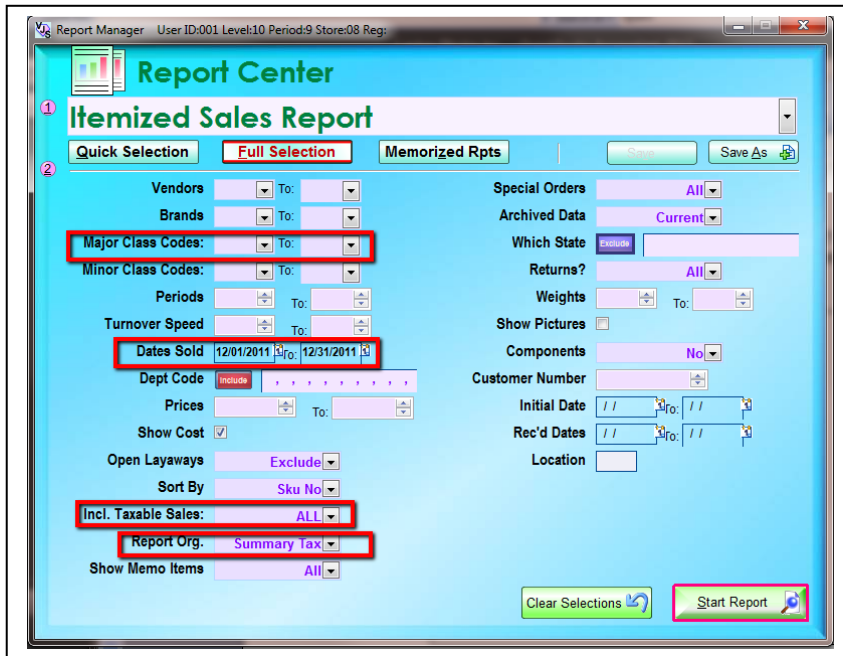 VJS Report Manager User ID:001 Level:10 Period:9 Store:08 Reg:
Report Center
1
Itemized Sales Report
Quick Selection Full Selection Memorized Rpts Save Save As
2
Vendors To:
Brands To:
Major Class Codes: To:
Minor Class Codes: To:
Periods To:
Turnover Speed To:
Dates Sold 12/01/2011 To: 12/31/2011
Dept Code Include , , , , , , , , ,
Prices To:
Show Cost
Open Layaways Exclude
Sort By Sku No
Incl. Taxable Sales: ALL
Report Org. Summary Tax
Show Memo Items All
Special Orders All
Archived Data Current
Which State Exclude
Returns? All
Weights To:
Show Pictures
Components No
Customer Number
Initial Date / / To: / /
Rec'd Dates / / To: / /
Location
Clear Selections Start Report